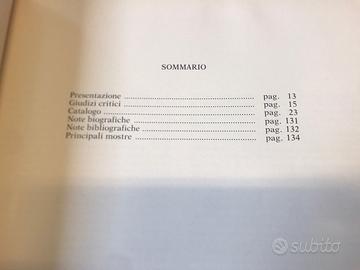 SOMMARIO
Presentazione ........................................ pag. 13
Giudizi critici ........................................ pag. 15
Catalogo ........................................ pag. 23
Note biografiche ........................................ pag. 131
Note bibliografiche ........................................ pag. 132
Principali mostre ........................................ pag. 134
subito